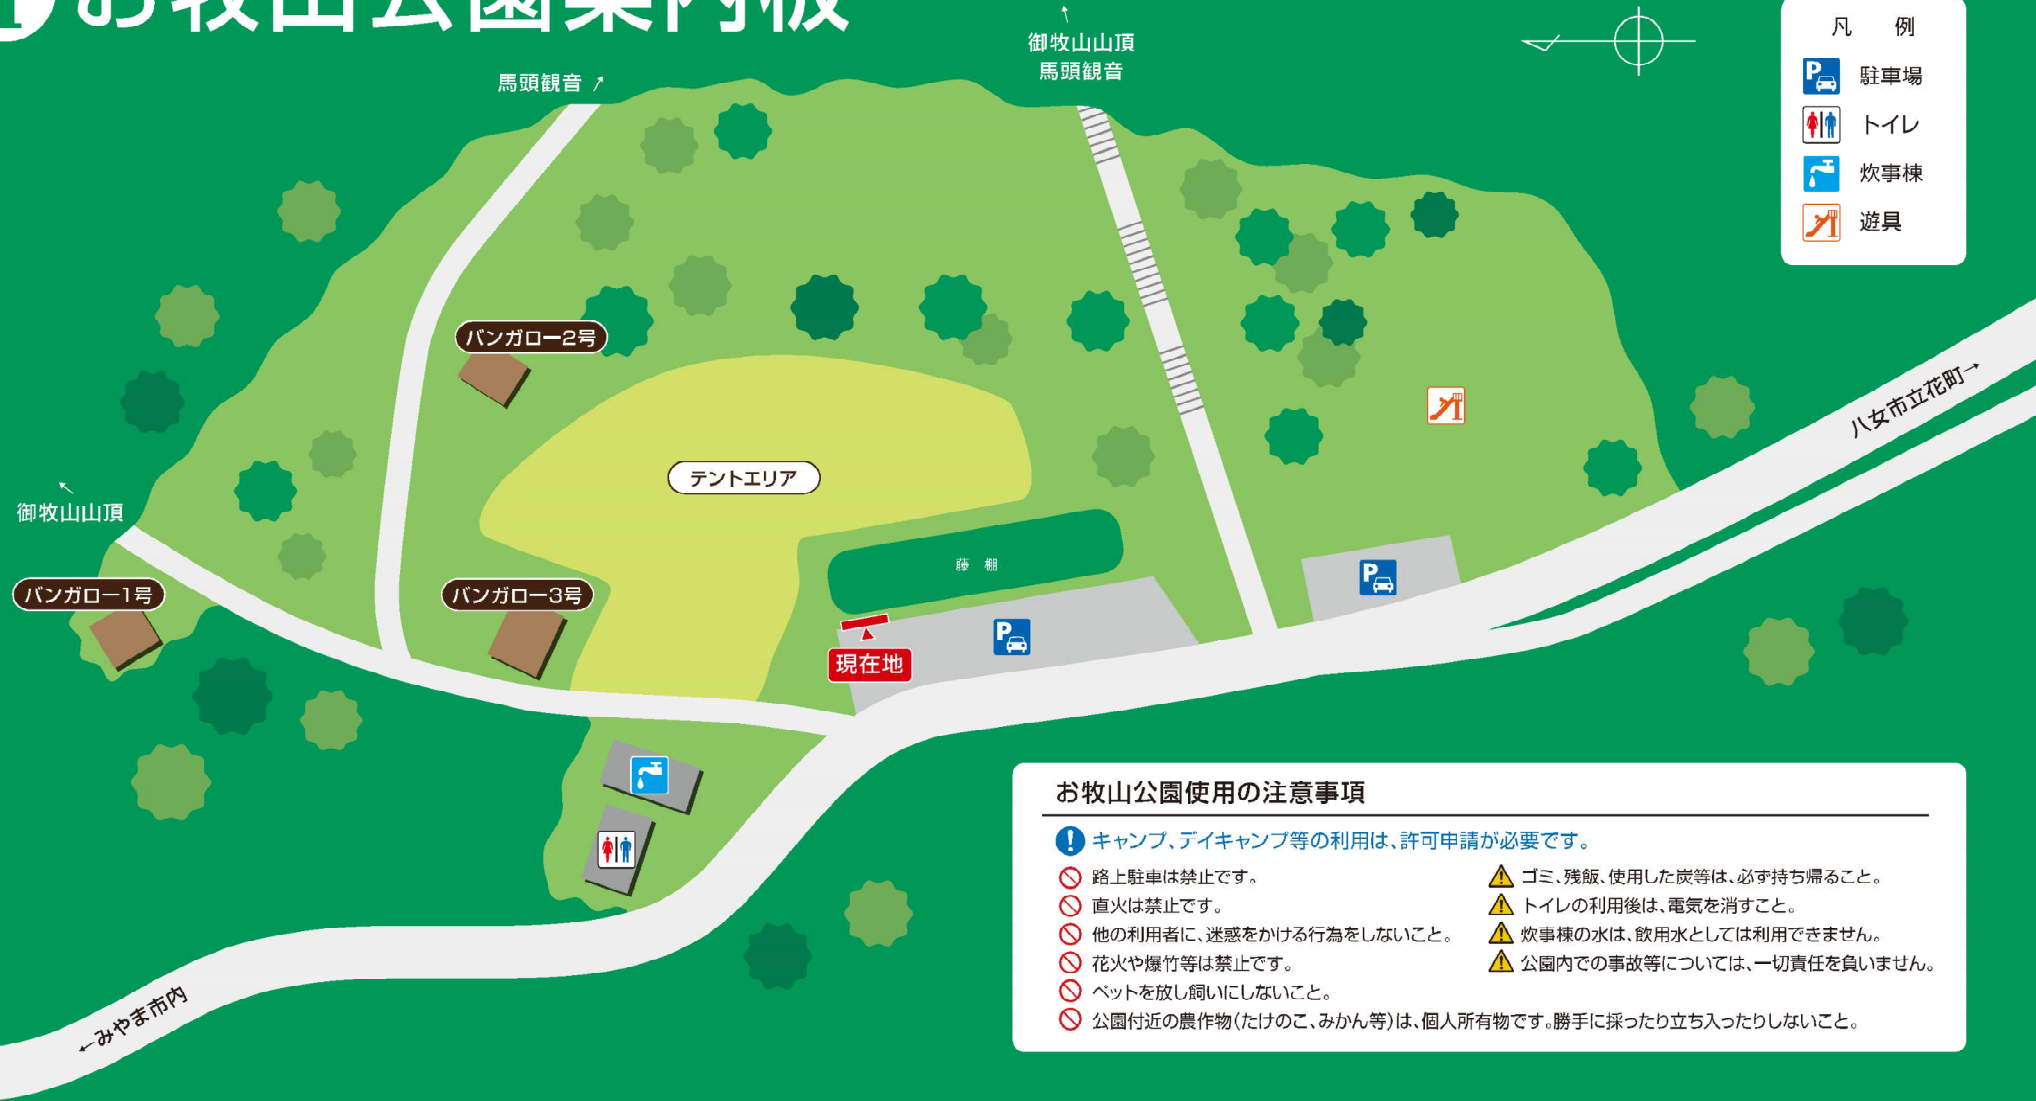 お牧山公園案内板
↑
御牧山山頂
馬頭観音
馬頭観音↗
凡 例
P 駐車場
トイレ
炊事棟
遊具
バンガロー2号
テントエリア
↖
御牧山山頂
バンガロー1号
バンガロー3号
藤 棚
P
P
現在地
八女市立花町→
←みやま市内
お牧山公園使用の注意事項
キャンプ、デイキャンプ等の利用は、許可申請が必要です。
路上駐車は禁止です。
直火は禁止です。
他の利用者に、迷惑をかける行為をしないこと。
花火や爆竹等は禁止です。
ペットを放し飼いにしないこと。
公園付近の農作物(たけのこ、みかん等)は、個人所有物です。勝手に採ったり立ち入ったりしないこと。
ゴミ、残飯、使用した炭等は、必ず持ち帰ること。
トイレの利用後は、電気を消すこと。
炊事棟の水は、飲用水としては利用できません。
公園内での事故等については、一切責任を負いません。